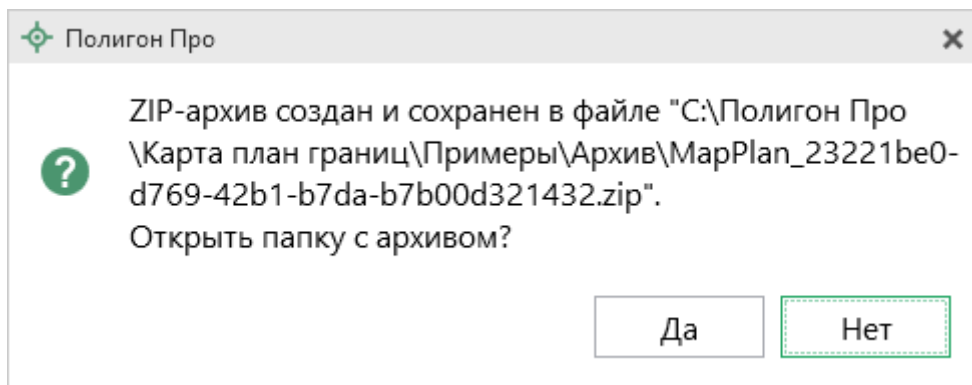 Полигон Про
ZIP-архив создан и сохранен в файле "C:\Полигон Про
\Карта план границ\Примеры\Архив\MapPlan_23221be0-
d769-42b1-b7da-b7b00d321432.zip".
Открыть папку с архивом?
Да
Нет